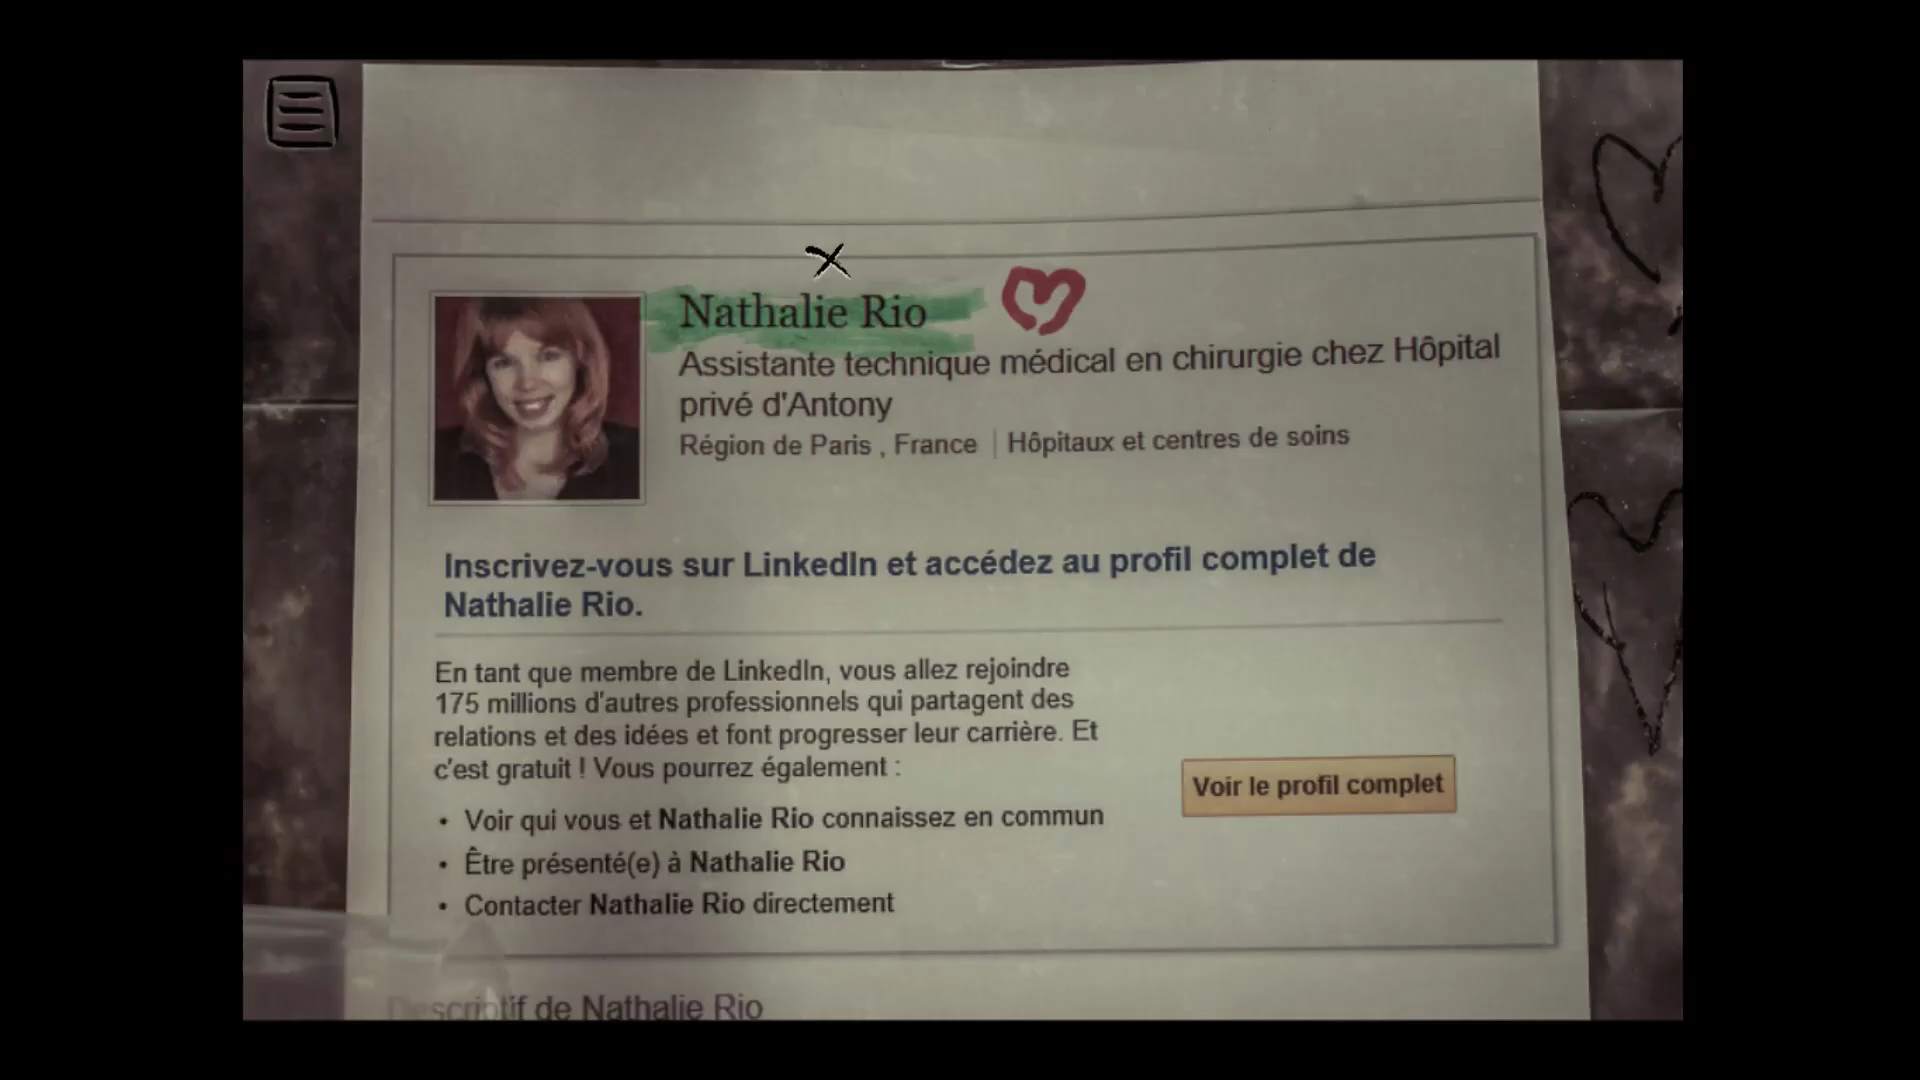 Nathalie Rio
Assistante technique médical en chirurgie chez Hôpital
privé d'Antony
Région de Paris , France | Hôpitaux et centres de soins
Inscrivez-vous sur LinkedIn et accédez au profil complet de
Nathalie Rio.
En tant que membre de LinkedIn, vous allez rejoindre
175 millions d'autres professionnels qui partagent des
relations et des idées et font progresser leur carrière. Et
c'est gratuit ! Vous pourrez également :
• Voir qui vous et Nathalie Rio connaissez en commun
• Être présenté(e) à Nathalie Rio
• Contacter Nathalie Rio directement
Voir le profil complet
Descriptif de Nathalie Rio